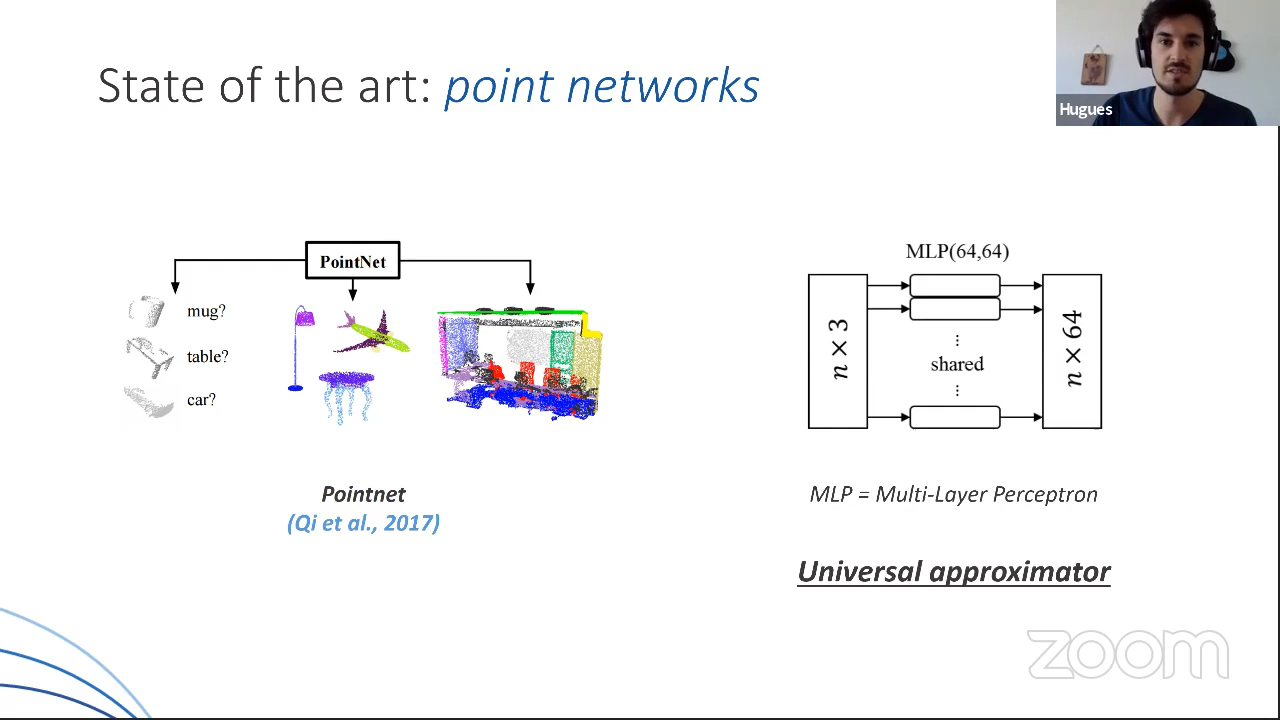 State of the art: point networks
Hugues
PointNet
mug?
table?
car?
Pointnet
(Qi et al., 2017)
MLP(64,64)
n × 3
shared
n × 64
MLP = Multi-Layer Perceptron
Universal approximator
zoom